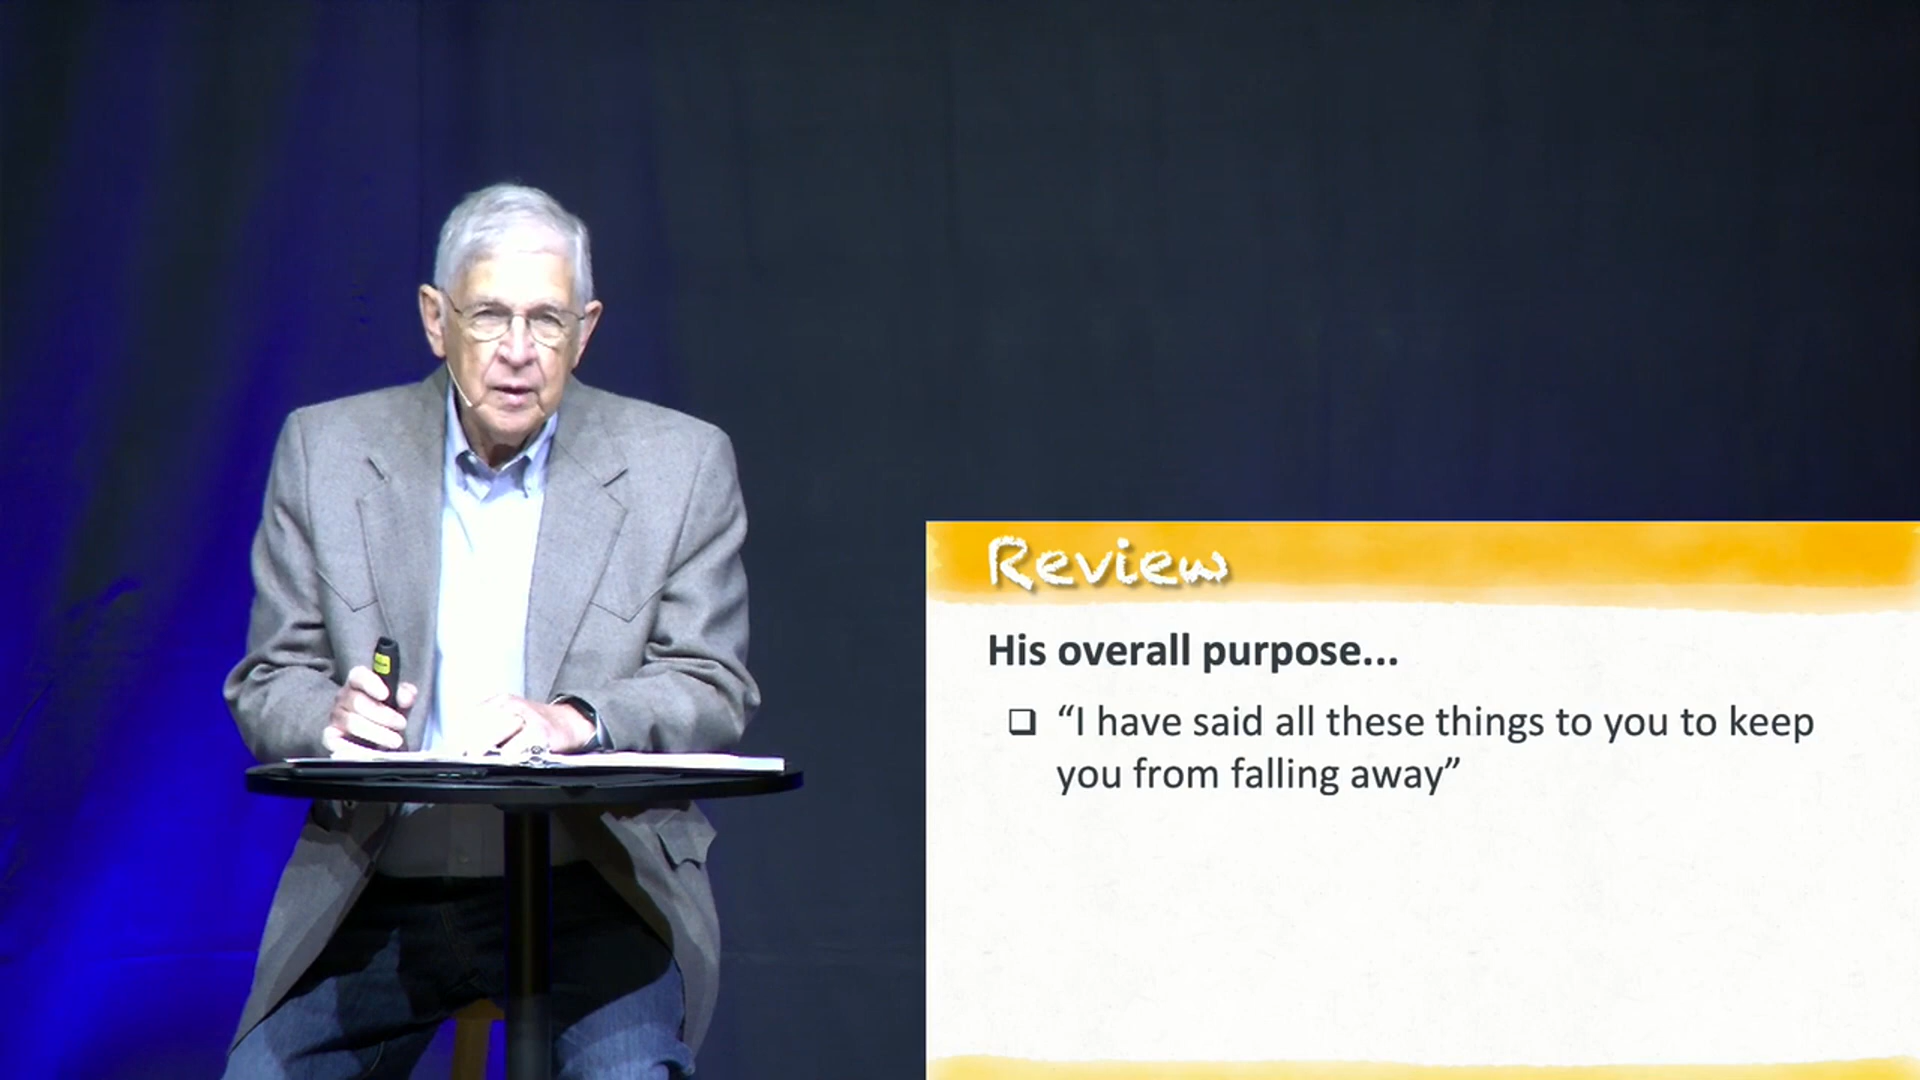 Review
His overall purpose...
“I have said all these things to you to keep
you from falling away”